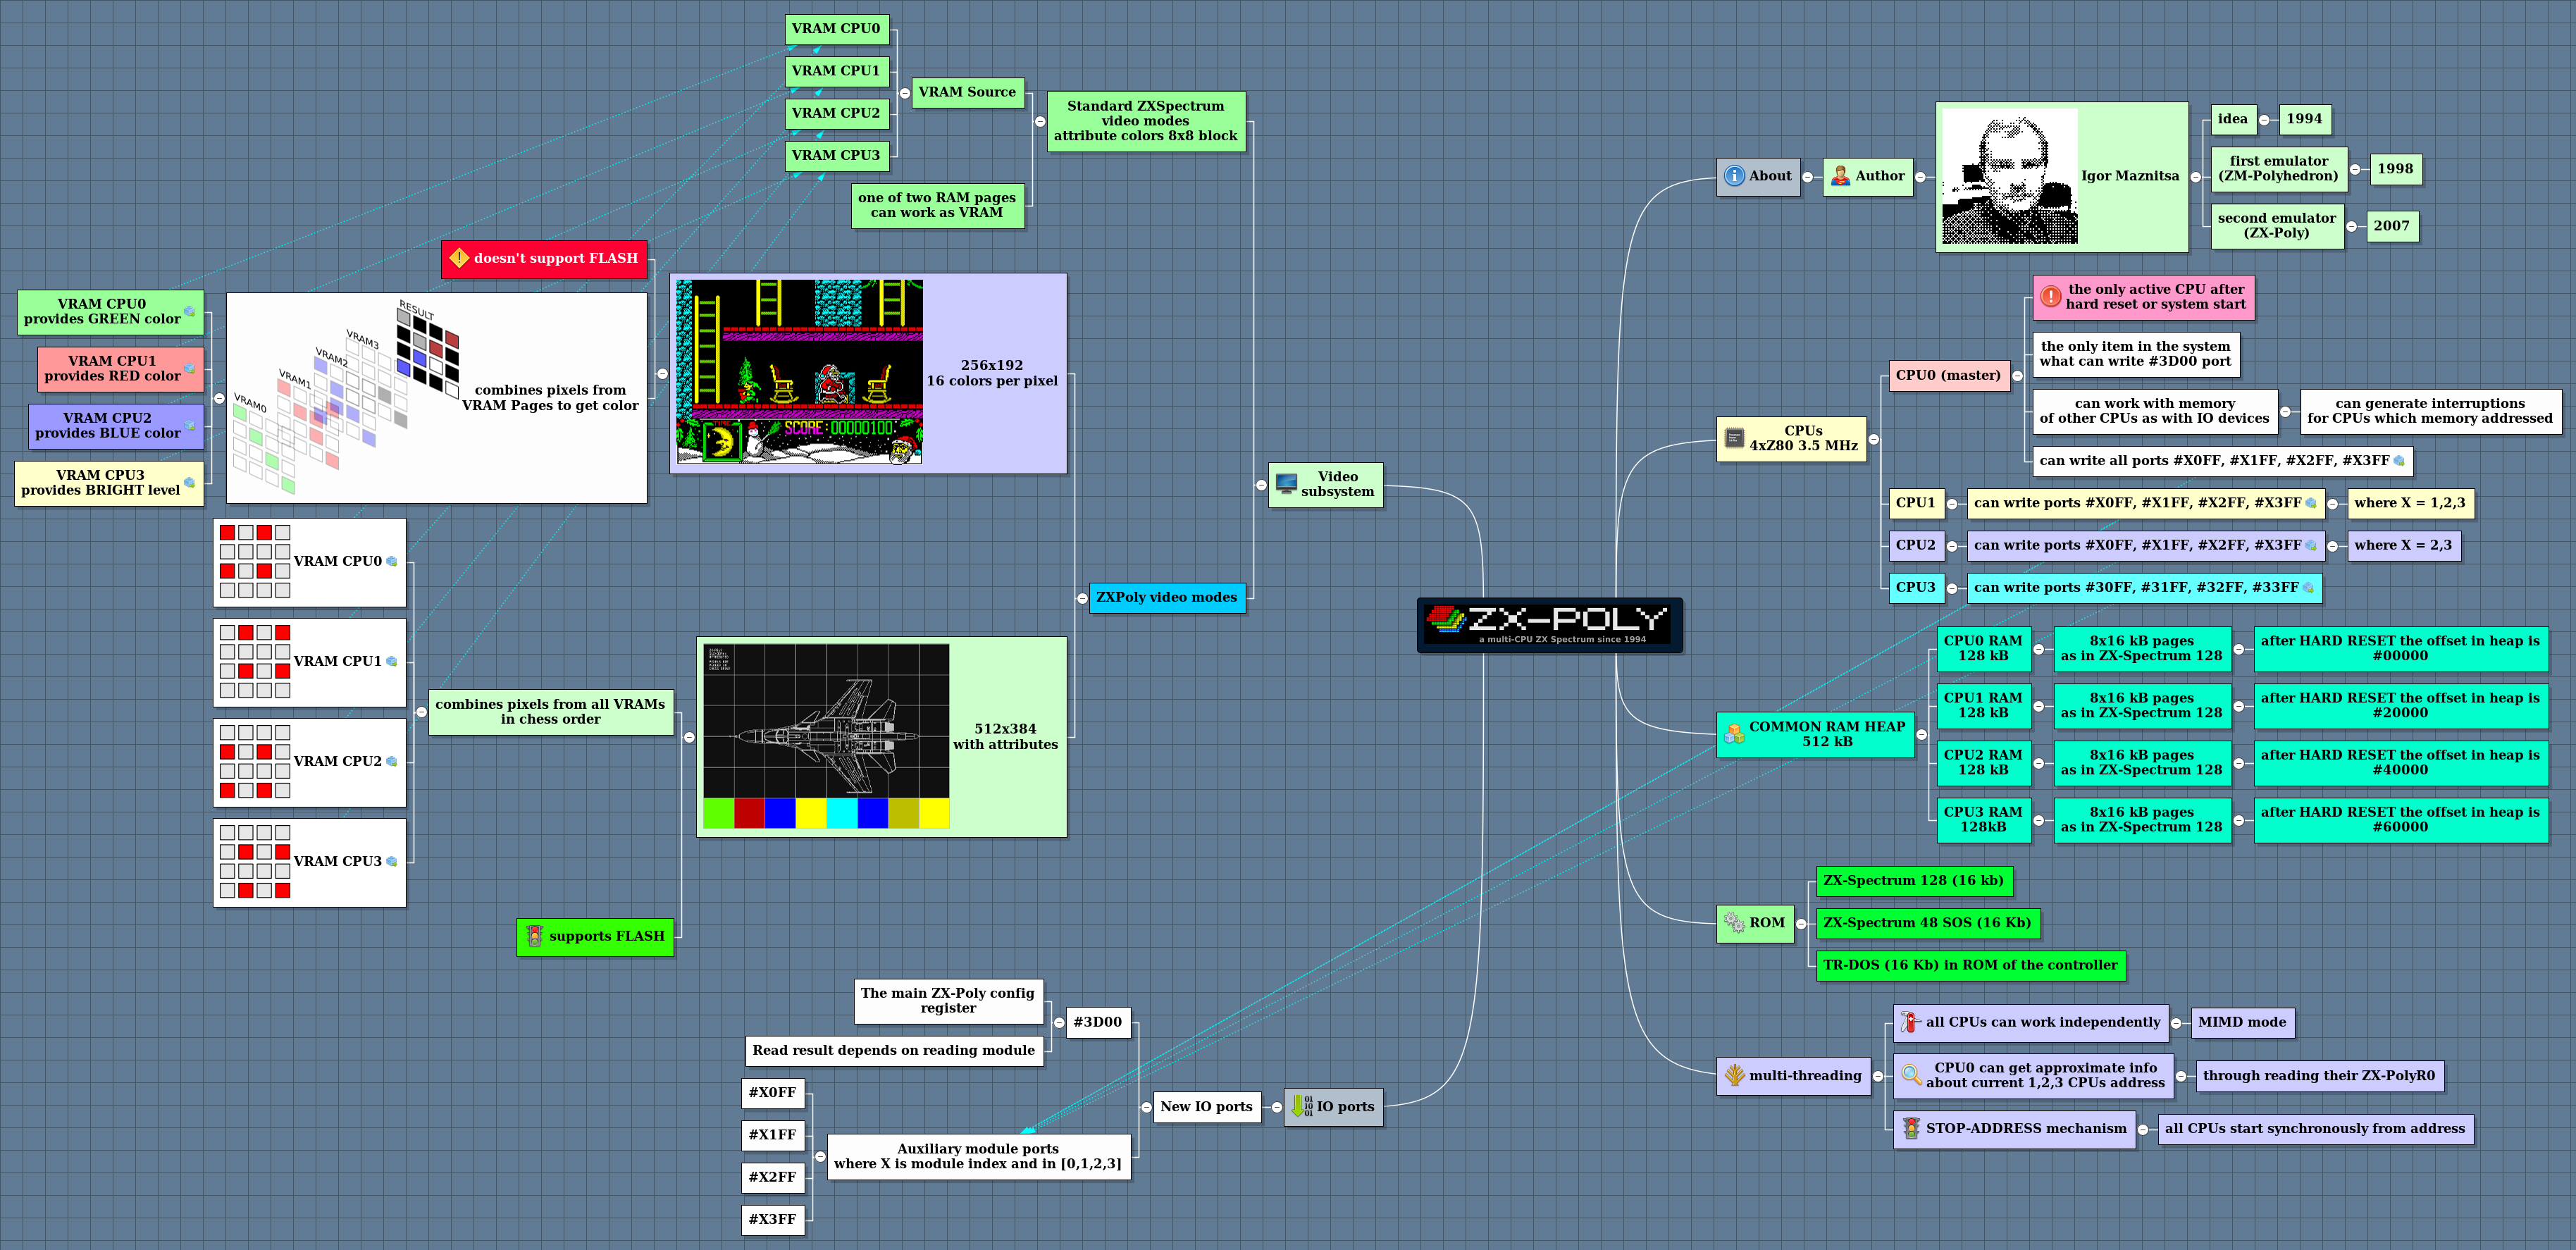 VRAM CPU0
VRAM CPU1
VRAM CPU2
VRAM CPU3
VRAM Source
one of two RAM pages
can work as VRAM
Standard ZXSpectrum
video modes
attribute colors 8x8 block
doesn't support FLASH
VRAM CPU0
provides GREEN color
VRAM CPU1
provides RED color
VRAM CPU2
provides BLUE color
VRAM CPU3
provides BRIGHT level
VRAM0
VRAM1
VRAM2
VRAM3
RESULT
combines pixels from
VRAM Pages to get color
SCORE:00000100
256x192
16 colors per pixel
Video
subsystem
ZXPoly video modes
VRAM CPU0
VRAM CPU1
VRAM CPU2
VRAM CPU3
combines pixels from all VRAMs
in chess order
512x384
with attributes
supports FLASH
The main ZX-Poly config
register
Read result depends on reading module
#3D00
#X0FF
#X1FF
#X2FF
#X3FF
Auxiliary module ports
where X is module index and in [0,1,2,3]
New IO ports
IO ports
ZX-POLY
a multi-CPU ZX Spectrum since 1994
About
Author
Igor Maznitsa
idea
1994
first emulator
(ZM-Polyhedron)
1998
second emulator
(ZX-Poly)
2007
CPUs
4xZ80 3.5 MHz
CPU0 (master)
the only active CPU after
hard reset or system start
the only item in the system
what can write #3D00 port
can work with memory
of other CPUs as with IO devices
can generate interruptions
for CPUs which memory addressed
can write all ports #X0FF, #X1FF, #X2FF, #X3FF
CPU1
can write ports #X0FF, #X1FF, #X2FF, #X3FF
where X = 1,2,3
CPU2
can write ports #X0FF, #X1FF, #X2FF, #X3FF
where X = 2,3
CPU3
can write ports #30FF, #31FF, #32FF, #33FF
COMMON RAM HEAP
512 kB
CPU0 RAM
128 kB
8x16 kB pages
as in ZX-Spectrum 128
after HARD RESET the offset in heap is
#00000
CPU1 RAM
128 kB
8x16 kB pages
as in ZX-Spectrum 128
after HARD RESET the offset in heap is
#20000
CPU2 RAM
128 kB
8x16 kB pages
as in ZX-Spectrum 128
after HARD RESET the offset in heap is
#40000
CPU3 RAM
128kB
8x16 kB pages
as in ZX-Spectrum 128
after HARD RESET the offset in heap is
#60000
ROM
ZX-Spectrum 128 (16 kb)
ZX-Spectrum 48 SOS (16 Kb)
TR-DOS (16 Kb) in ROM of the controller
multi-threading
all CPUs can work independently
MIMD mode
CPU0 can get approximate info
about current 1,2,3 CPUs address
through reading their ZX-PolyR0
STOP-ADDRESS mechanism
all CPUs start synchronously from address